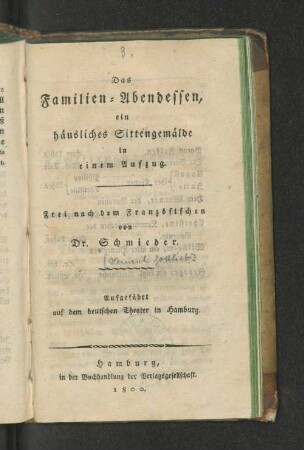 3.
Das
Familien-Abendessen,
ein
häusliches Sittengemälde
in
einem Aufzug.
Frei nach dem Französischen
von
Dr. Schmieder.
Aufgeführt
auf dem deutschen Theater in Hamburg.
Hamburg,
in der Buchhandlung der Verlagsgesellschaft.
1800.